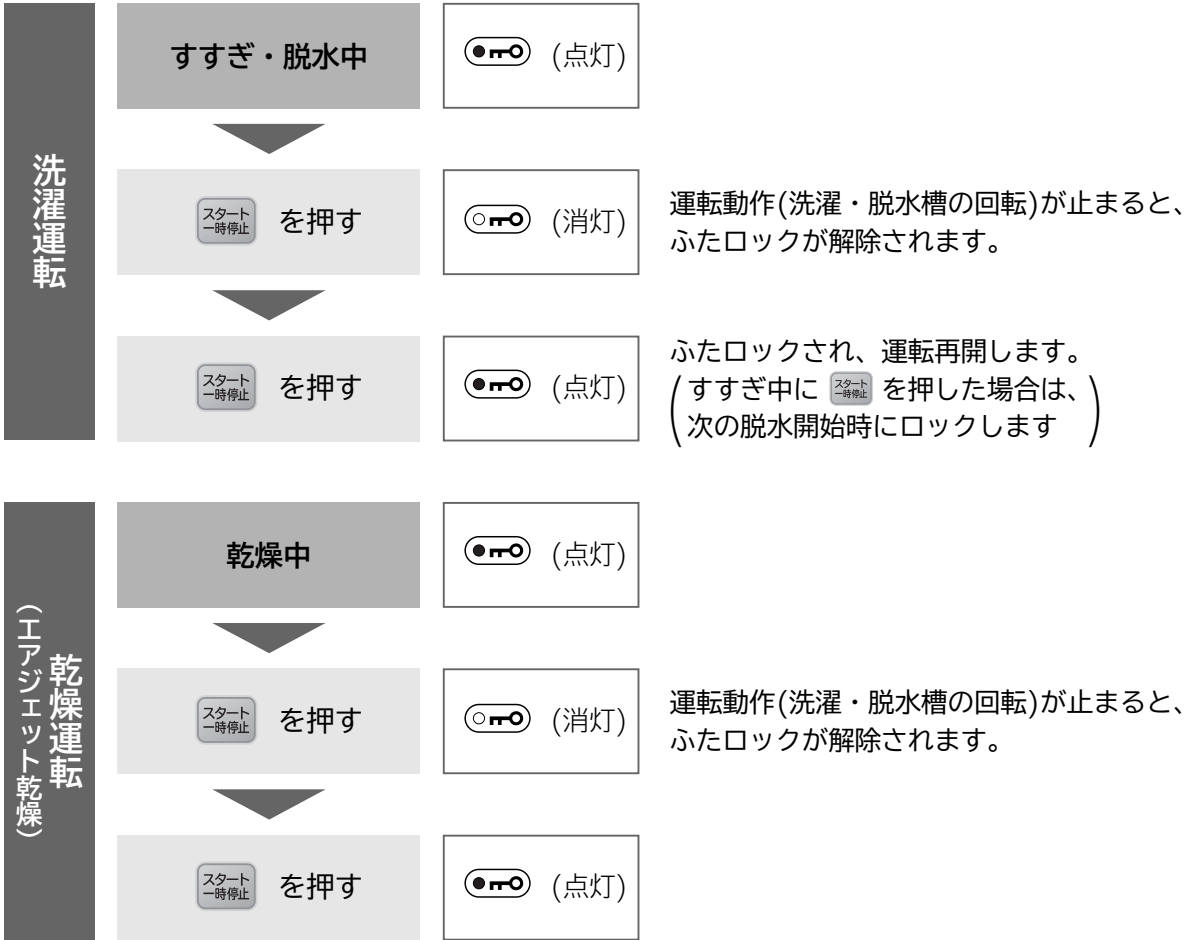 洗濯運転
すすぎ・脱水中
(点灯)
スタート
一時停止
を押す
(消灯)
運転動作(洗濯・脱水槽の回転)が止まると、
ふたロックが解除されます。
スタート
一時停止
を押す
(点灯)
ふたロックされ、運転再開します。
(すすぎ中に スタート 一時停止 を押した場合は、
次の脱水開始時にロックします)
乾燥運転
(エアジェット乾燥)
乾燥中
(点灯)
スタート
一時停止
を押す
(消灯)
運転動作(洗濯・脱水槽の回転)が止まると、
ふたロックが解除されます。
スタート
一時停止
を押す
(点灯)